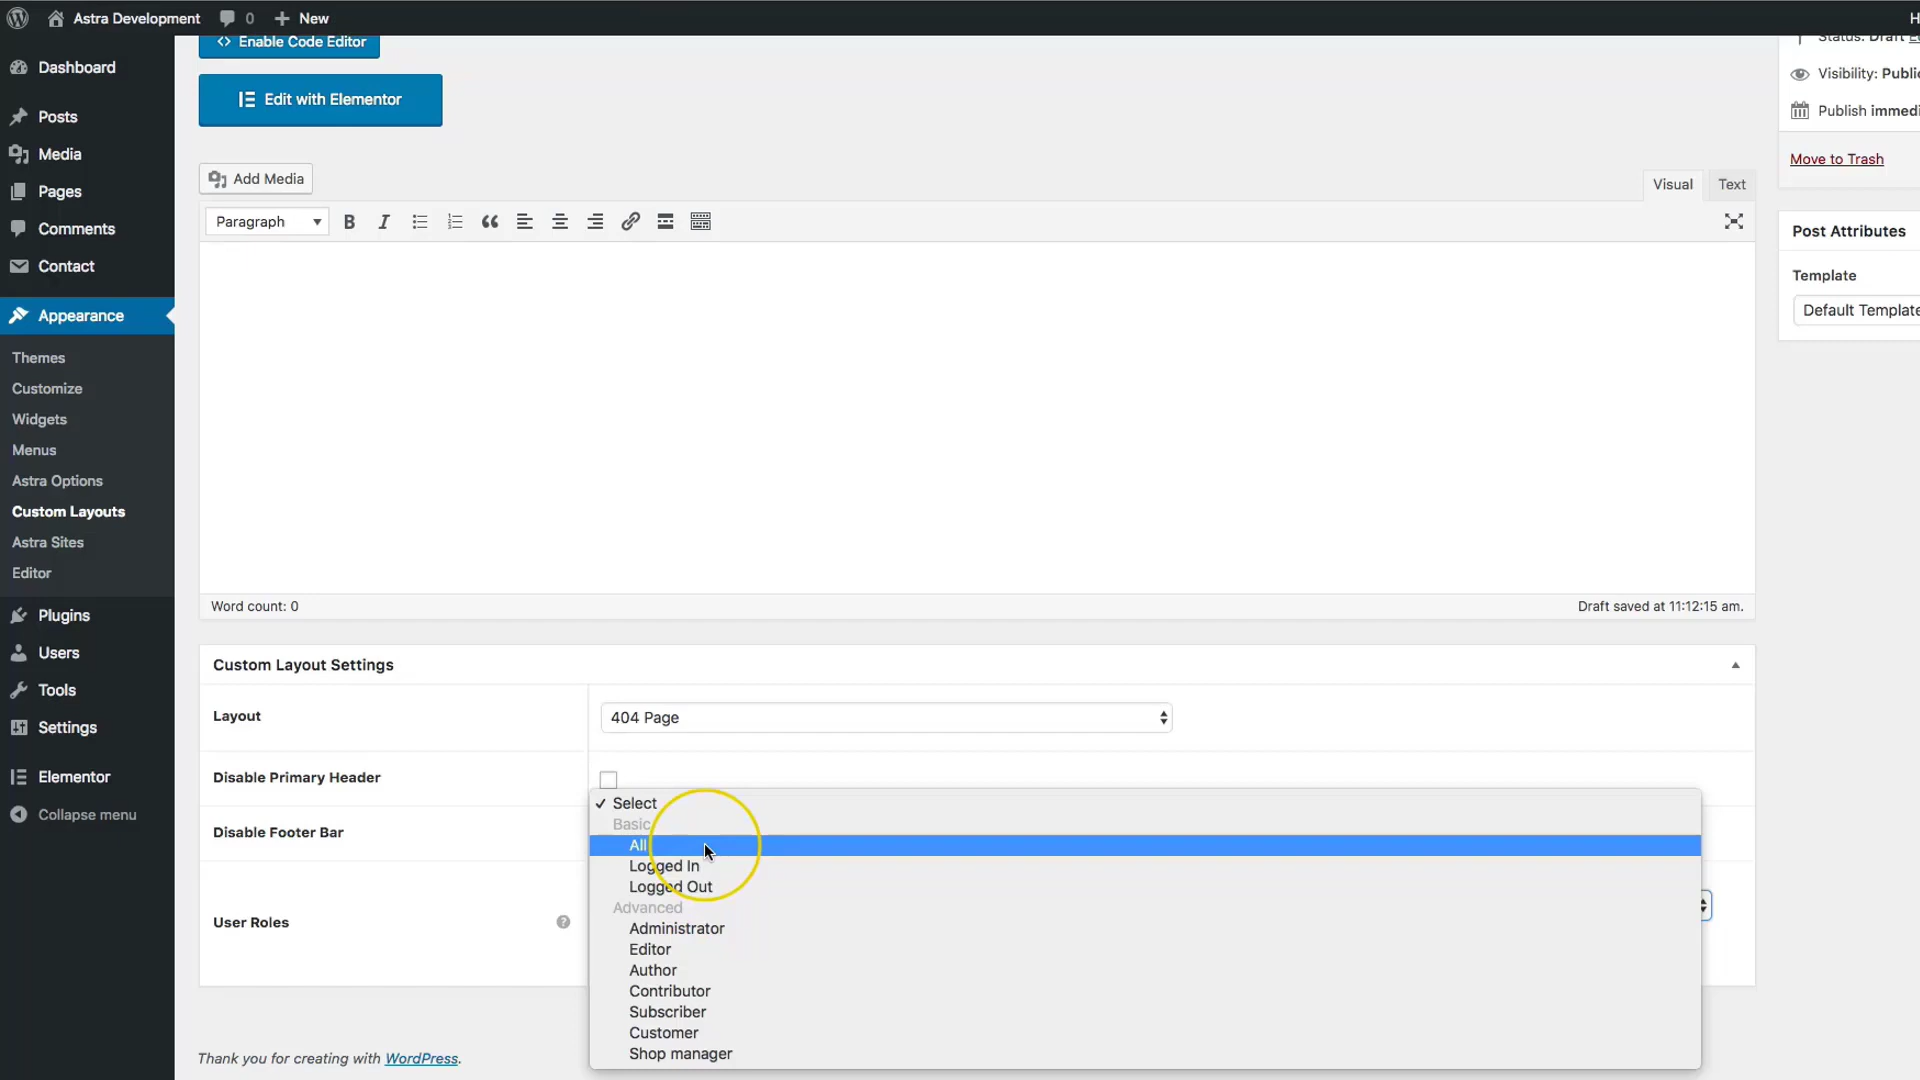 Astra Development 0 New H
Enable Code Editor
Edit with Elementor
Dashboard
Posts
Media
Pages
Comments
Contact
Appearance
Themes
Customize
Widgets
Menus
Astra Options
Custom Layouts
Astra Sites
Editor
Plugins
Users
Tools
Settings
Elementor
Collapse menu
Add Media
Visual Text
Paragraph B I
Word count: 0 Draft saved at 11:12:15 am.
Custom Layout Settings
Layout 404 Page
Disable Primary Header
Disable Footer Bar
User Roles
Select
Basic
All
Logged In
Logged Out
Advanced
Administrator
Editor
Author
Contributor
Subscriber
Customer
Shop manager
Thank you for creating with WordPress.
Status: Draft
Visibility: Public
Publish immedi
Move to Trash
Post Attributes
Template
Default Template